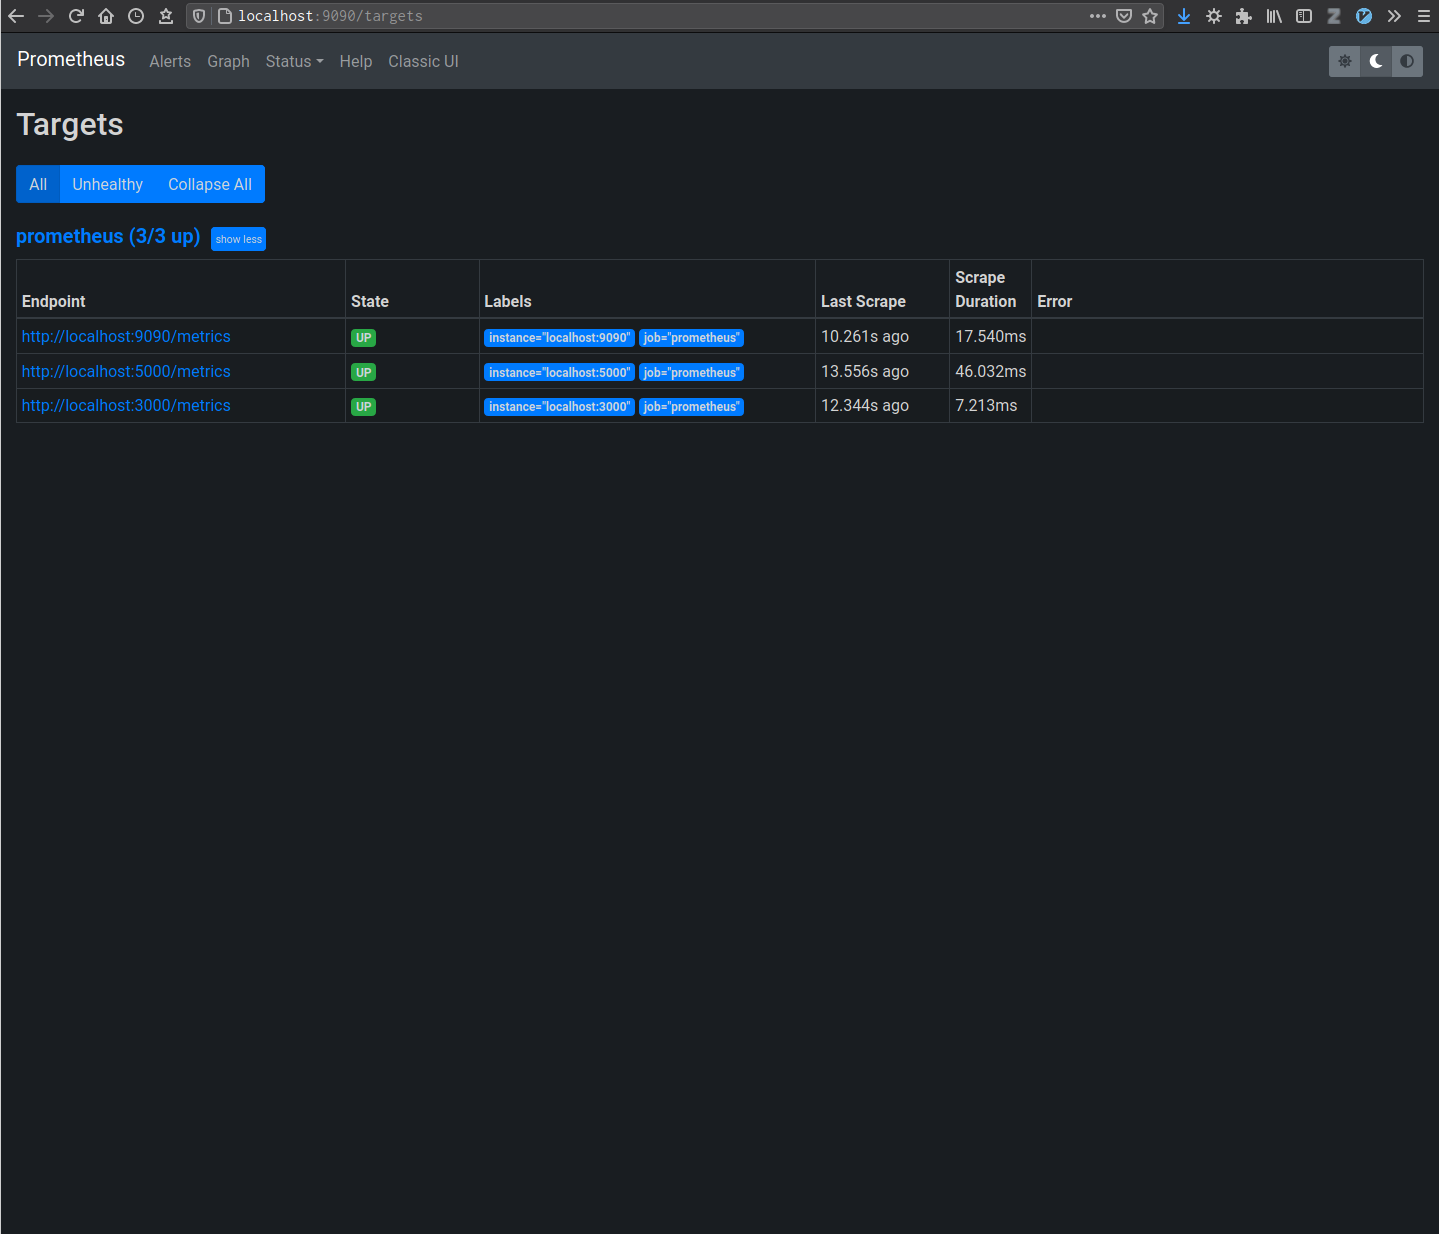 localhost:9090/targets
Prometheus Alerts Graph Status Help Classic UI
Targets
All Unhealthy Collapse All
prometheus (3/3 up) show less
Endpoint State Labels Last Scrape Scrape Duration Error
http://localhost:9090/metrics UP instance="localhost:9090" job="prometheus" 10.261s ago 17.540ms
http://localhost:5000/metrics UP instance="localhost:5000" job="prometheus" 13.556s ago 46.032ms
http://localhost:3000/metrics UP instance="localhost:3000" job="prometheus" 12.344s ago 7.213ms